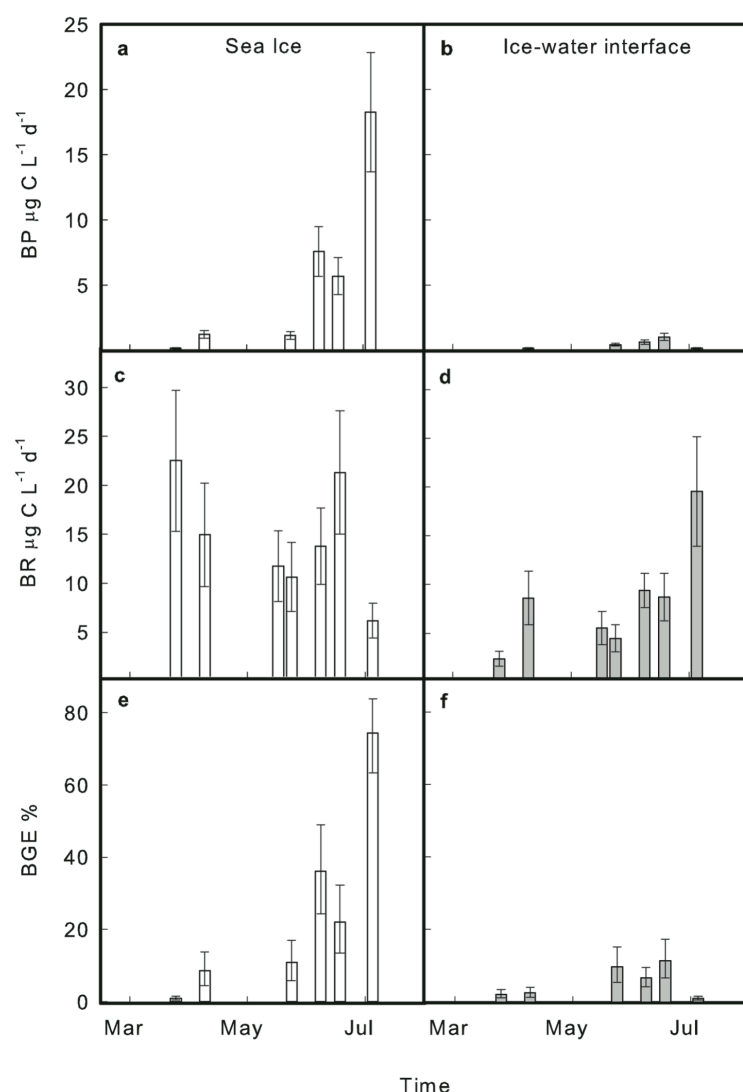 a Sea Ice
b Ice-water interface
25
20
15
10
5
BP µg C L⁻¹ d⁻¹
c
d
30
25
20
15
10
5
BR µg C L⁻¹ d⁻¹
e
f
80
60
40
20
0
BGE %
Mar May Jul Mar May Jul
Time